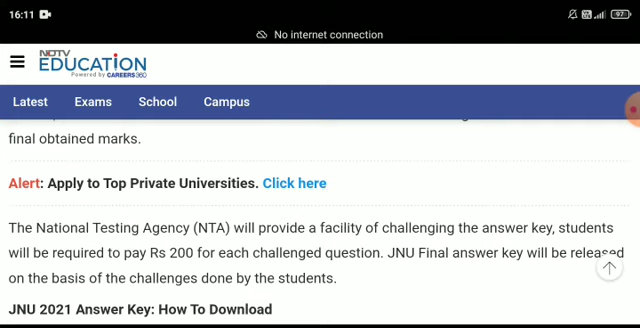 16:11
97
No internet connection
NDTV
EDUCATION
Powered by CAREERS360
Latest Exams School Campus
final obtained marks.
Alert: Apply to Top Private Universities. Click here
The National Testing Agency (NTA) will provide a facility of challenging the answer key, students
will be required to pay Rs 200 for each challenged question. JNU Final answer key will be released
on the basis of the challenges done by the students.
JNU 2021 Answer Key: How To Download